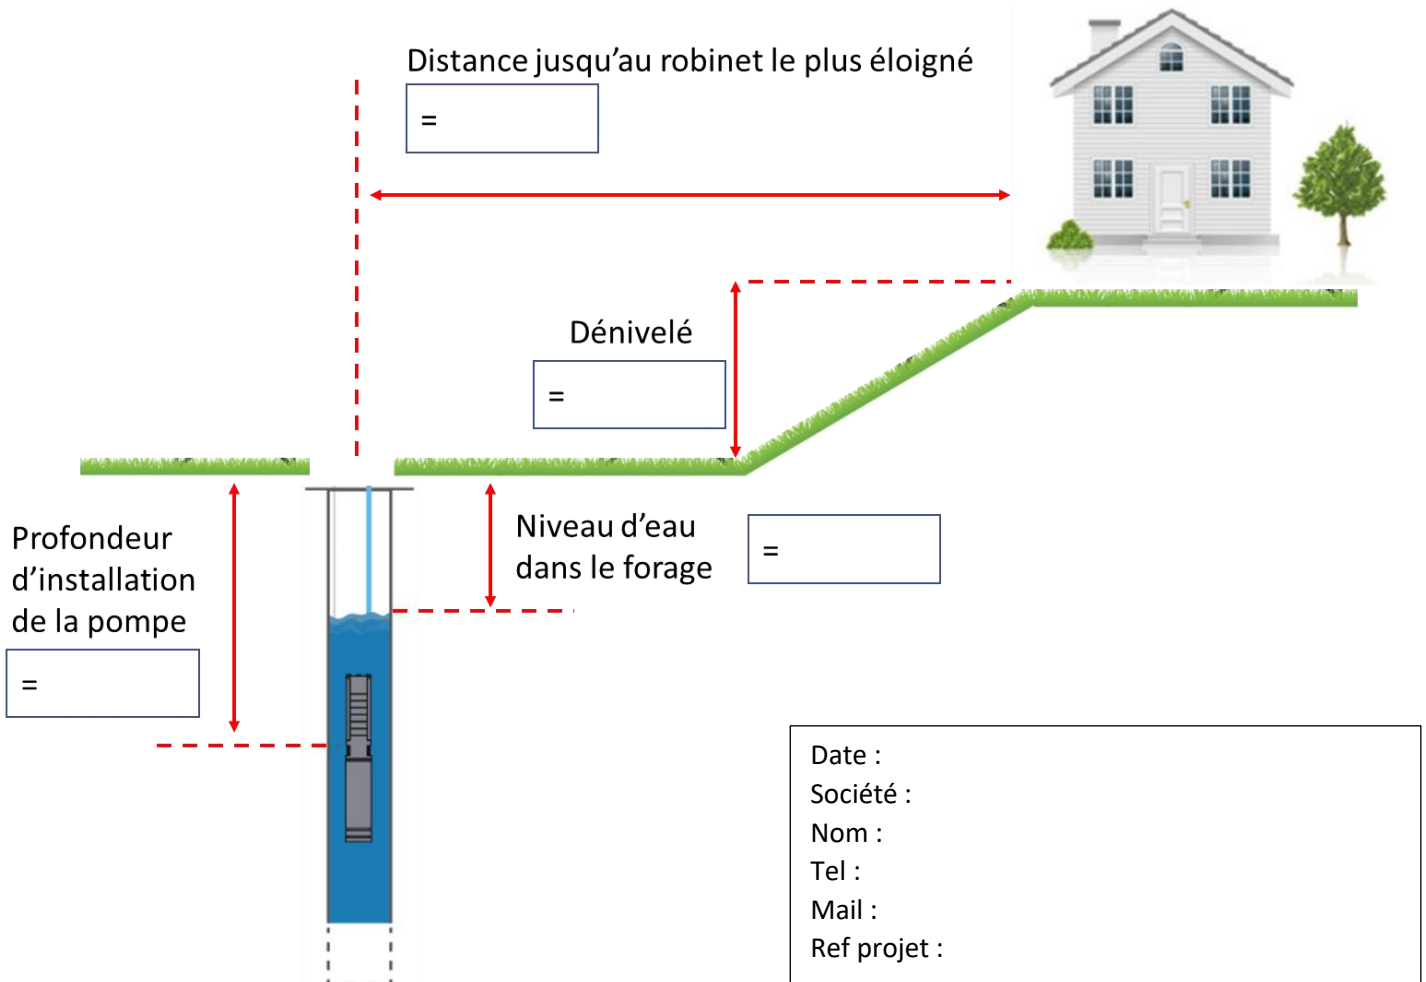 Distance jusqu’au robinet le plus éloigné
=
Dénivelé
=
Niveau d’eau
dans le forage
=
Profondeur
d’installation
de la pompe
=
Date :
Société :
Nom :
Tel :
Mail :
Ref projet :